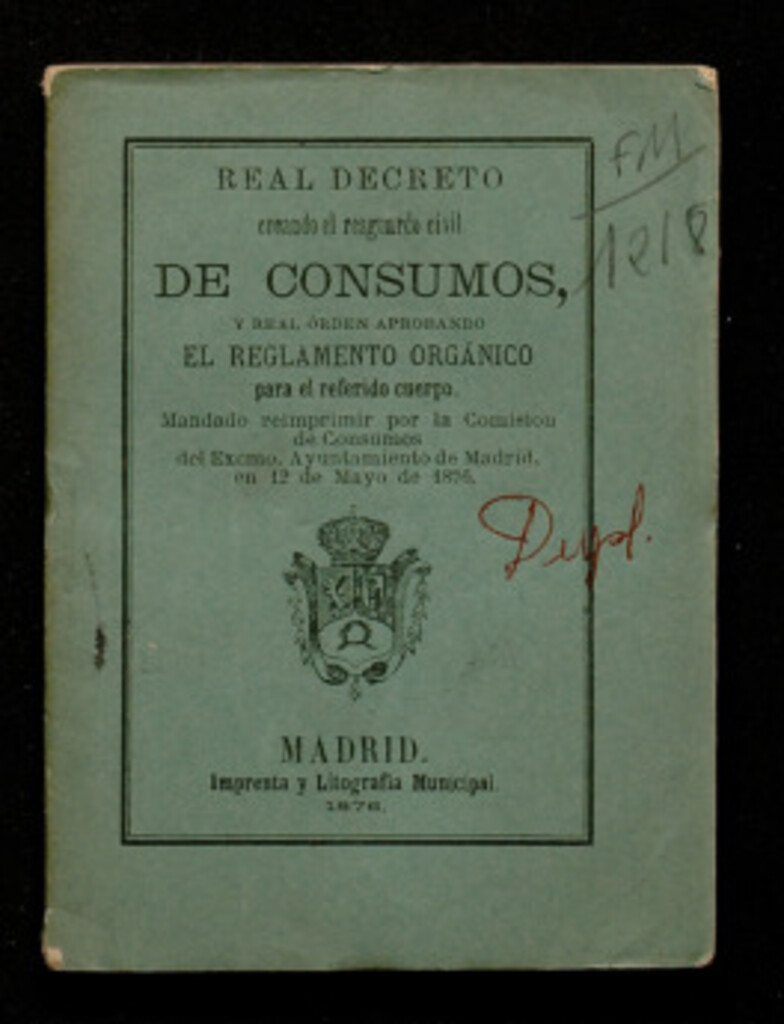 REAL DECRETO
creando el resguardo civil
DE CONSUMOS,
Y REAL ÓRDEN APROBANDO
EL REGLAMENTO ORGÁNICO
para el referido cuerpo.
Mandado reimprimir por la Comision
de Consumos
del Excmo. Ayuntamiento de Madrid,
en 12 de Mayo de 1876.
MADRID.
Imprenta y Litografía Municipal.
1876.
FM
1218
Dupl.